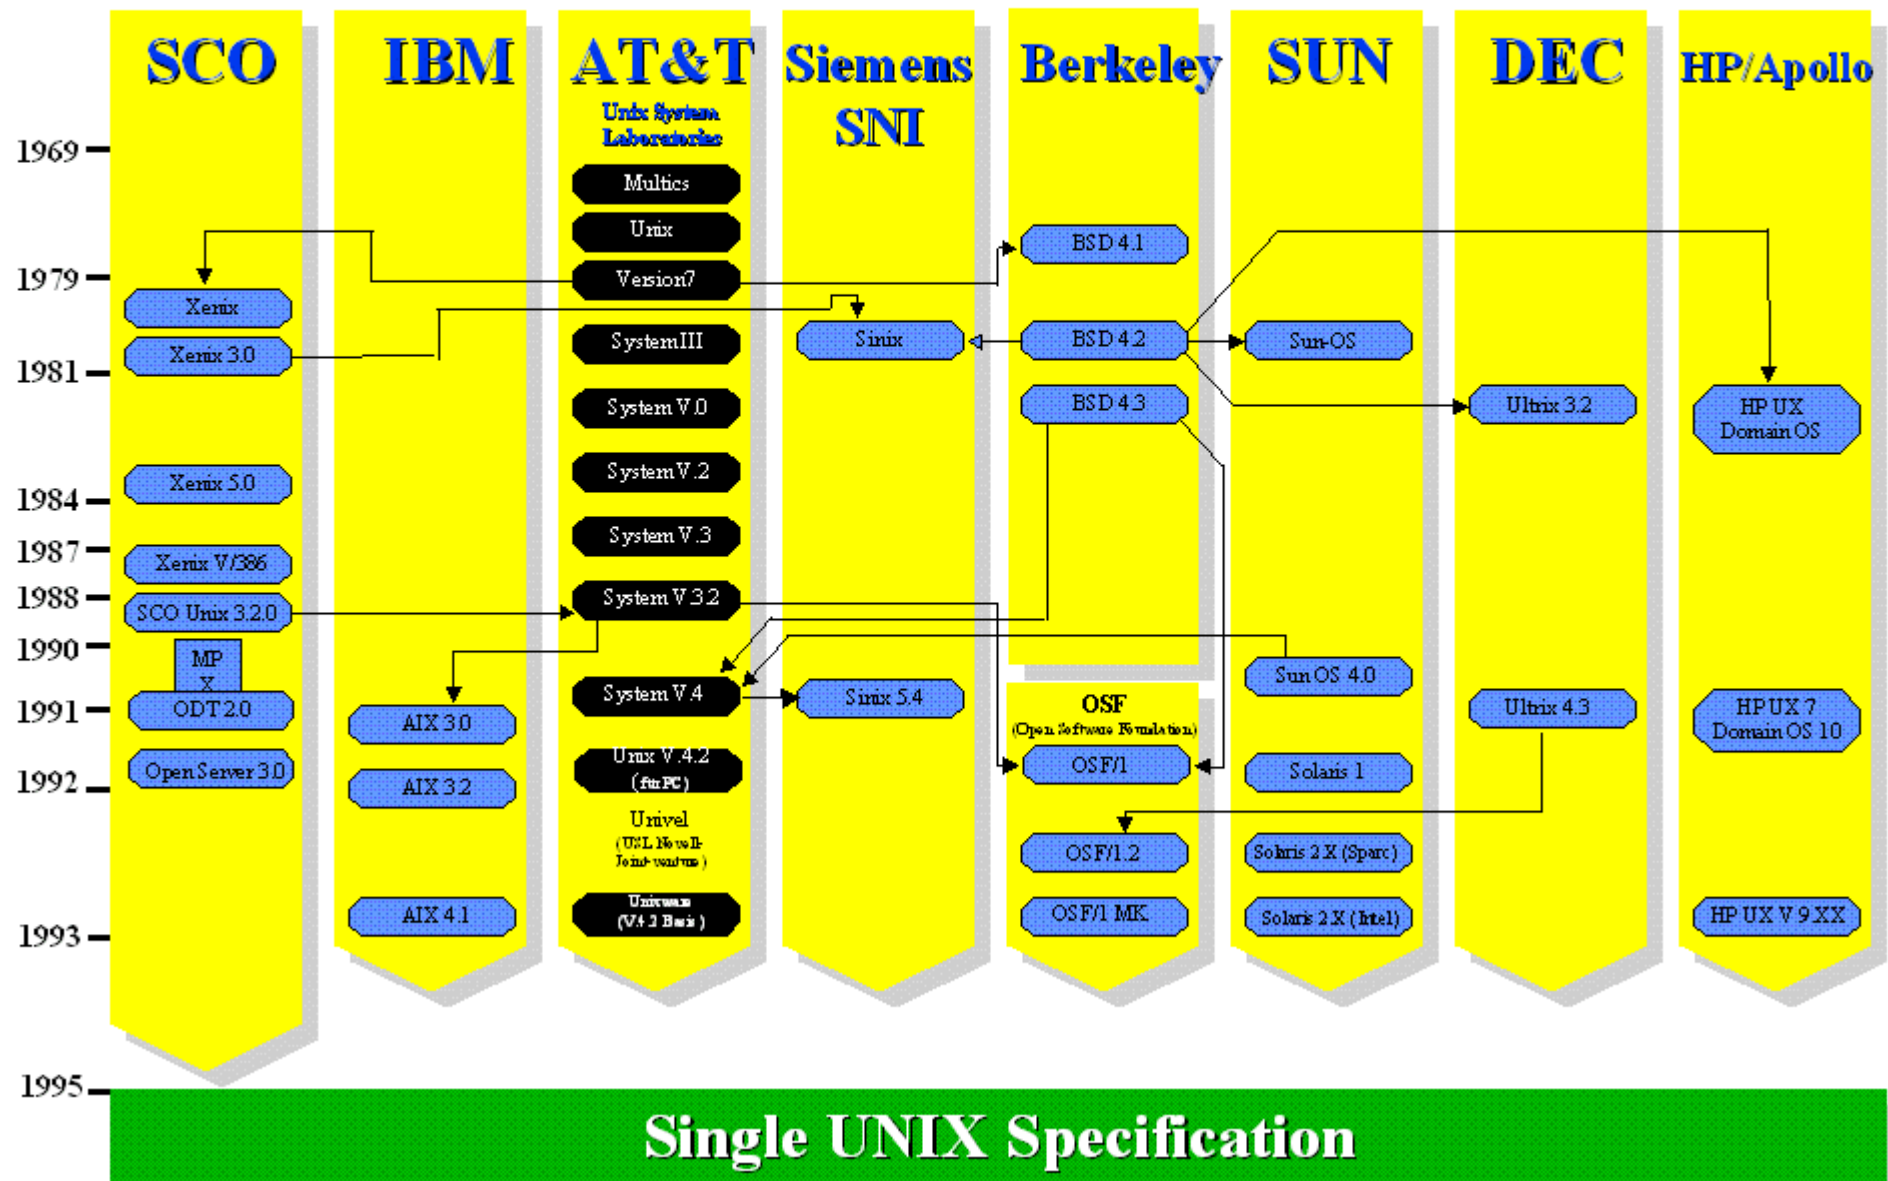 SCO
IBM
AT&T
Siemens
SNI
Berkeley
SUN
DEC
HP/Apollo
Unix System
Laboratories
1969
1979
1981
1984
1987
1988
1990
1991
1992
1993
1995
Xenix
Xenix 3.0
Xenix 5.0
Xenix V/386
SCO Unix 3.2.0
MP
X
ODT 2.0
Open Server 3.0
AIX 3.0
AIX 3.2
AIX 4.1
Multics
Unix
Version7
SystemIII
System V.0
System V.2
System V.3
System V.3.2
System V.4
Unix V.4.2
(fürPC)
Univel
(USL Novell-
Joint-venture)
Unixware
(V.4.2 Basis)
Sinix
Sinix 5.4
BSD 4.1
BSD 4.2
BSD 4.3
OSF
(Open Software Foundation)
OSF/1
OSF/1.2
OSF/1 MK
Sun-OS
Sun OS 4.0
Solaris 1
Solaris 2.X (Sparc)
Solaris 2.X (Intel)
Ultrix 3.2
Ultrix 4.3
HP UX
Domain OS
HP UX 7
Domain OS 10
HP UX V 9.XX
Single UNIX Specification